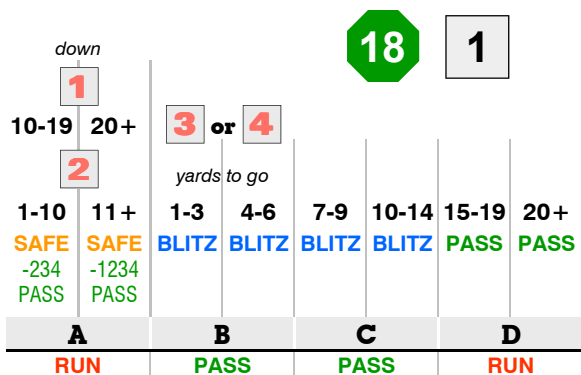 18 1
down
1
10-19 20+ 3 or 4
2
yards to go
1-10 11+ 1-3 4-6 7-9 10-14 15-19 20+
SAFE SAFE BLITZ BLITZ BLITZ BLITZ PASS PASS
-234 -1234
PASS PASS
A B C D
RUN PASS PASS RUN